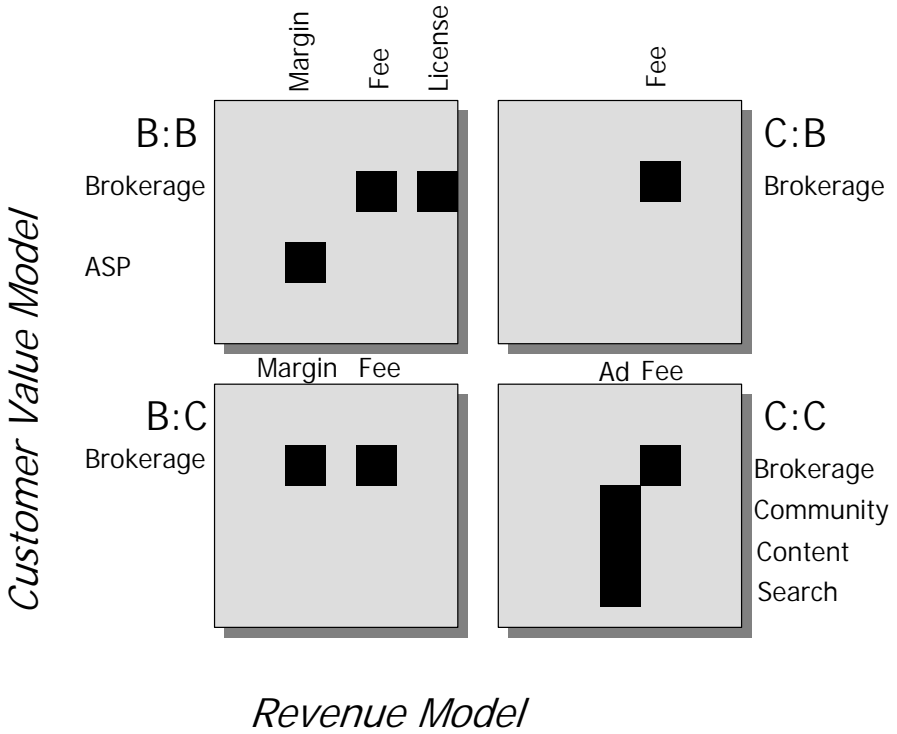 Margin
Fee
License
Fee
B:B
C:B
Brokerage
Brokerage
ASP
Customer Value Model
Margin Fee
Ad Fee
B:C
C:C
Brokerage
Brokerage
Community
Content
Search
Revenue Model